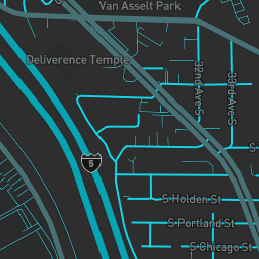 Van Asselt Park
Deliverence Temple
32nd Ave S
33rd Ave S
5
S
S Holden St
S Portland St
S Chicago St